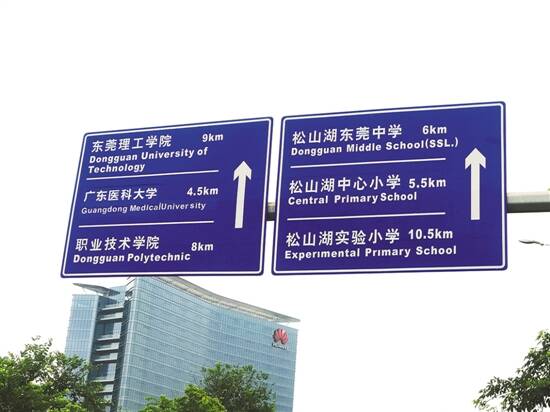 东莞理工学院 9km
Dongguan University of
Technology
广东医科大学 4.5km
Guangdong MedicalUniversity
职业技术学院 8km
Dongguan Polytechnic
松山湖东莞中学 6km
Dongguan Middle School(SSL.)
松山湖中心小学 5.5km
Central Primary School
松山湖实验小学 10.5km
Experimental Primary School